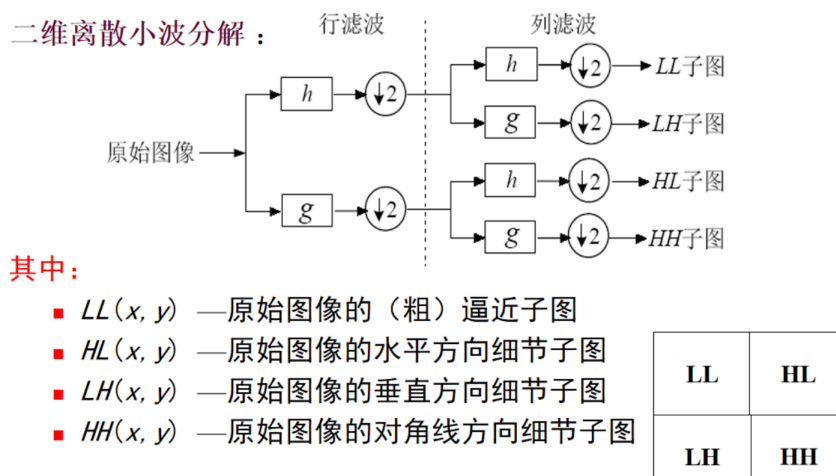 二维离散小波分解：
行滤波
列滤波
原始图像
h
↓2
h
↓2
LL子图
g
↓2
LH子图
g
↓2
h
↓2
HL子图
g
↓2
HH子图
其中：
LL(x, y) —原始图像的（粗）逼近子图
HL(x, y) —原始图像的水平方向细节子图
LH(x, y) —原始图像的垂直方向细节子图
HH(x, y) —原始图像的对角线方向细节子图
LL HL
LH HH